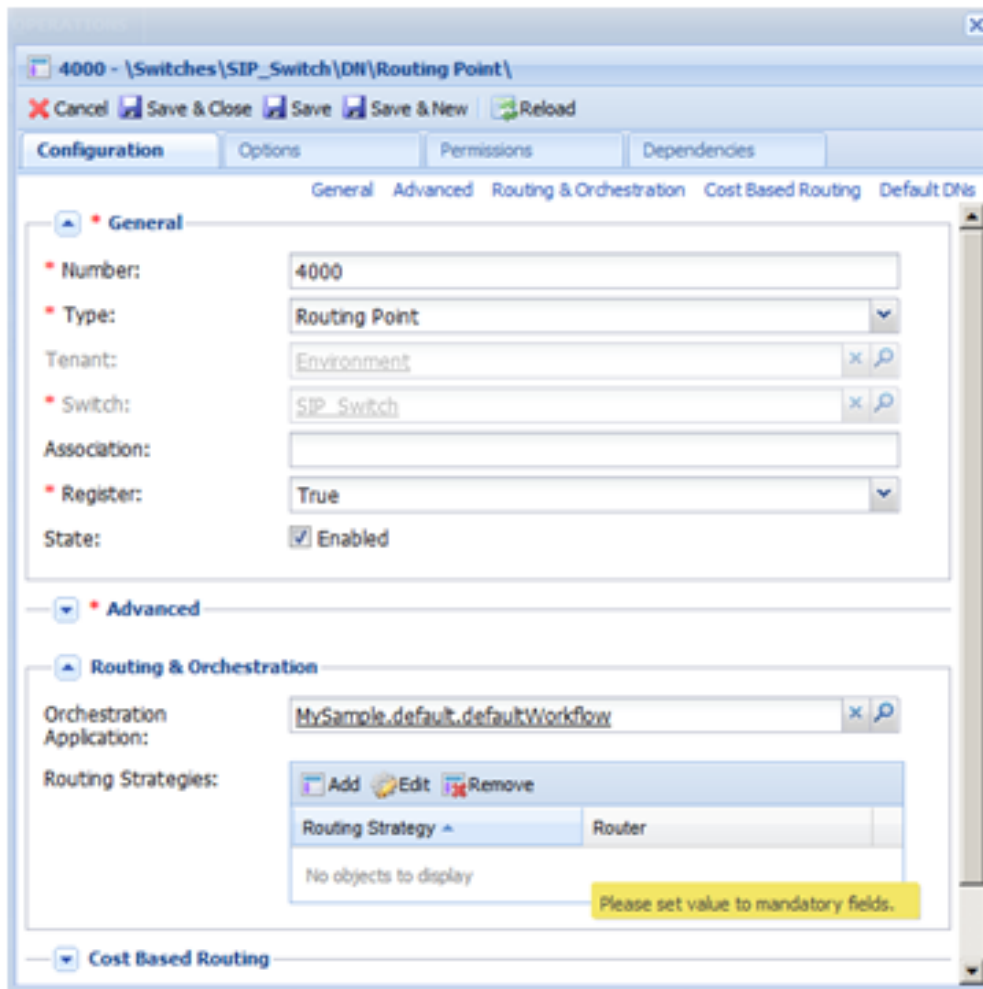 OPERATIONS
4000 - \Switches\SIP_Switch\DN\Routing Point\
Cancel Save & Close Save Save & New Reload
Configuration Options Permissions Dependencies
General Advanced Routing & Orchestration Cost Based Routing Default DNs
* General
* Number: 4000
* Type: Routing Point
Tenant: Environment
* Switch: SIP_Switch
Association:
* Register: True
State: Enabled
* Advanced
Routing & Orchestration
Orchestration
Application: MySample.default.defaultWorkflow
Routing Strategies: Add Edit Remove
Routing Strategy Router
No objects to display
Please set value to mandatory fields.
Cost Based Routing